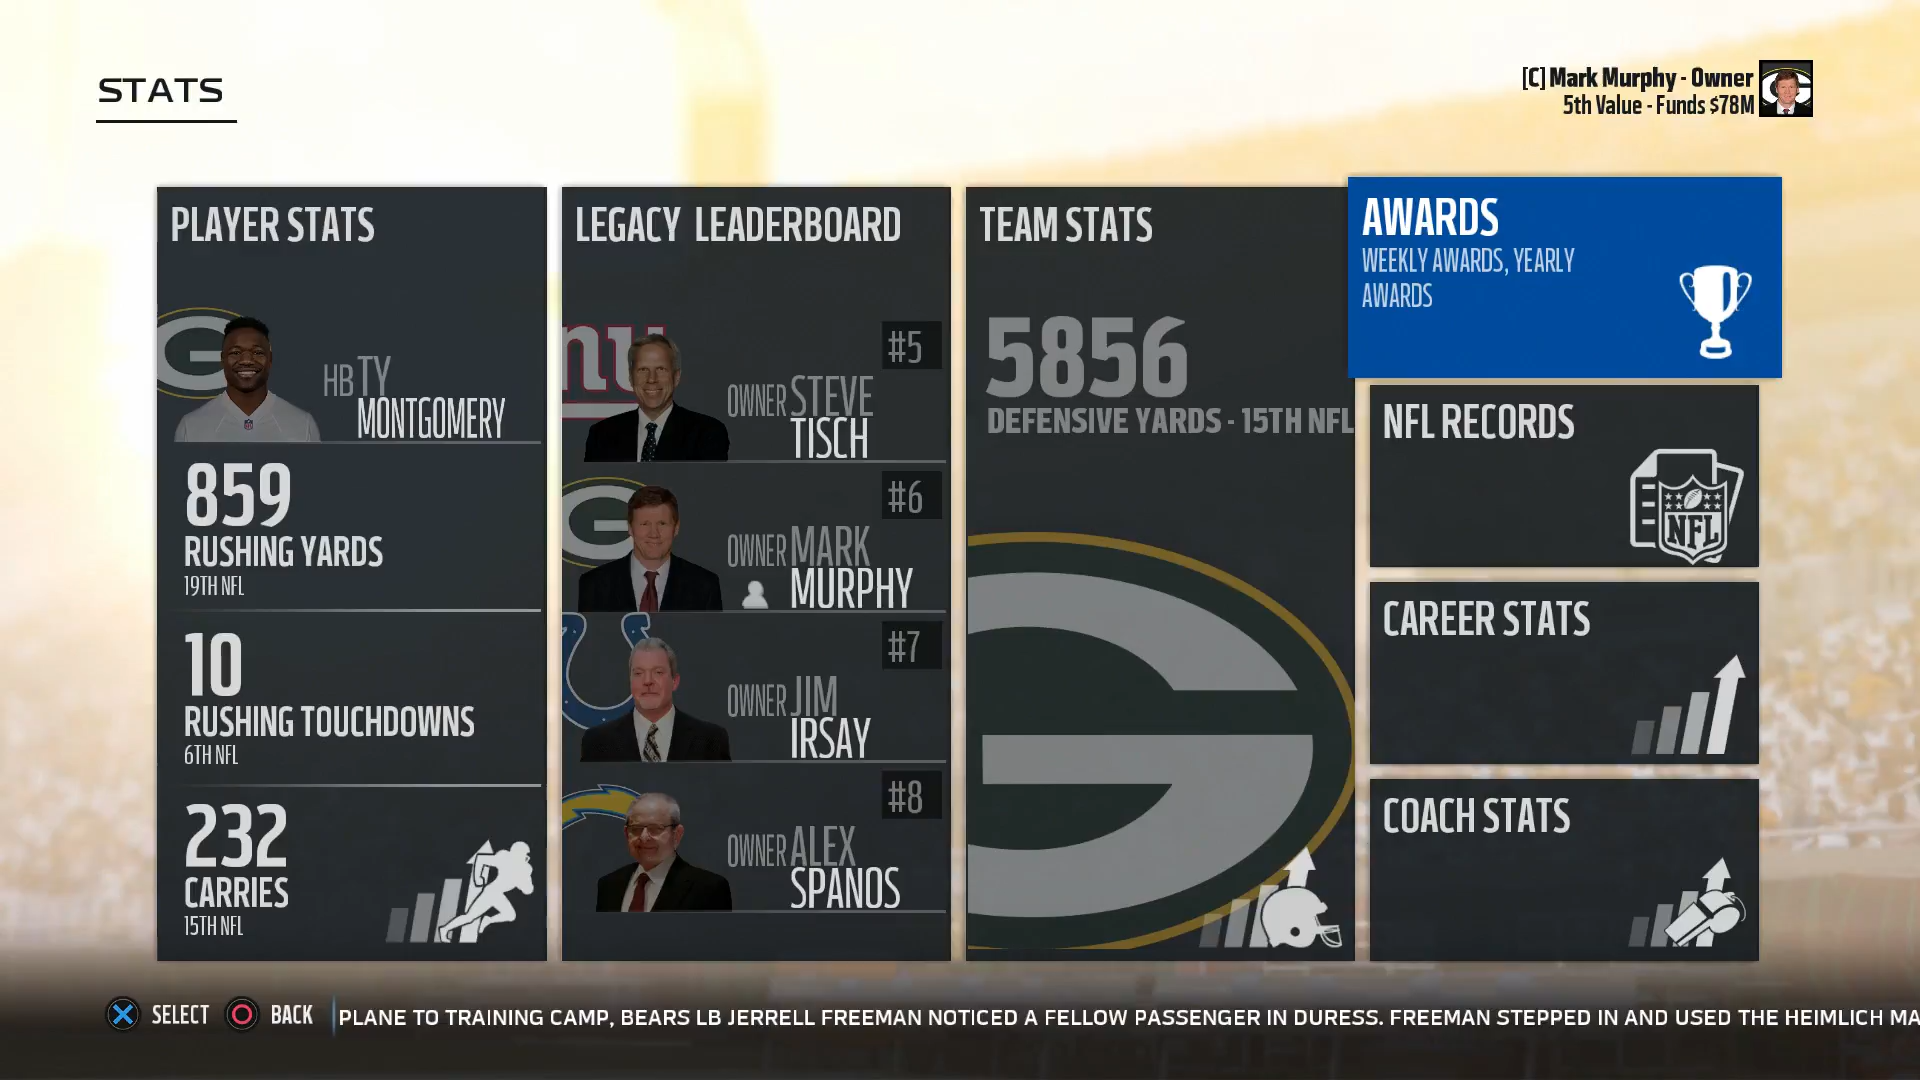 STATS
[C] Mark Murphy - Owner
5th Value - Funds $78M
PLAYER STATS
HB TY
MONTGOMERY
859
RUSHING YARDS
19TH NFL
10
RUSHING TOUCHDOWNS
6TH NFL
232
CARRIES
15TH NFL
LEGACY LEADERBOARD
#5
OWNER STEVE
TISCH
#6
OWNER MARK
MURPHY
#7
OWNER JIM
IRSAY
#8
OWNER ALEX
SPANOS
TEAM STATS
5856
DEFENSIVE YARDS - 15TH NFL
AWARDS
WEEKLY AWARDS, YEARLY
AWARDS
NFL RECORDS
NFL
CAREER STATS
COACH STATS
SELECT
BACK
PLANE TO TRAINING CAMP, BEARS LB JERRELL FREEMAN NOTICED A FELLOW PASSENGER IN DURESS. FREEMAN STEPPED IN AND USED THE HEIMLICH MA